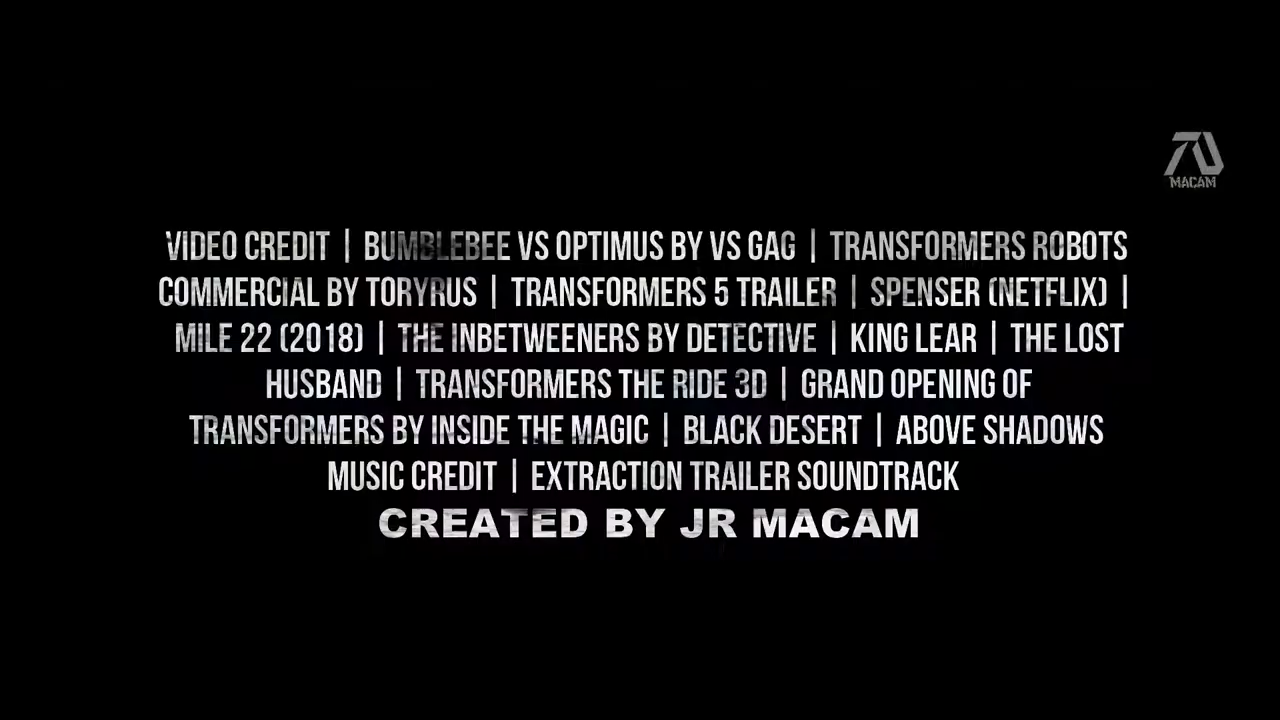 MACAM
VIDEO CREDIT | BUMBLEBEE VS OPTIMUS BY VS GAG | TRANSFORMERS ROBOTS
COMMERCIAL BY TORYRUS | TRANSFORMERS 5 TRAILER | SPENSER (NETFLIX) |
MILE 22 (2018) | THE INBETWEENERS BY DETECTIVE | KING LEAR | THE LOST
HUSBAND | TRANSFORMERS THE RIDE 3D | GRAND OPENING OF
TRANSFORMERS BY INSIDE THE MAGIC | BLACK DESERT | ABOVE SHADOWS
MUSIC CREDIT | EXTRACTION TRAILER SOUNDTRACK
CREATED BY JR MACAM